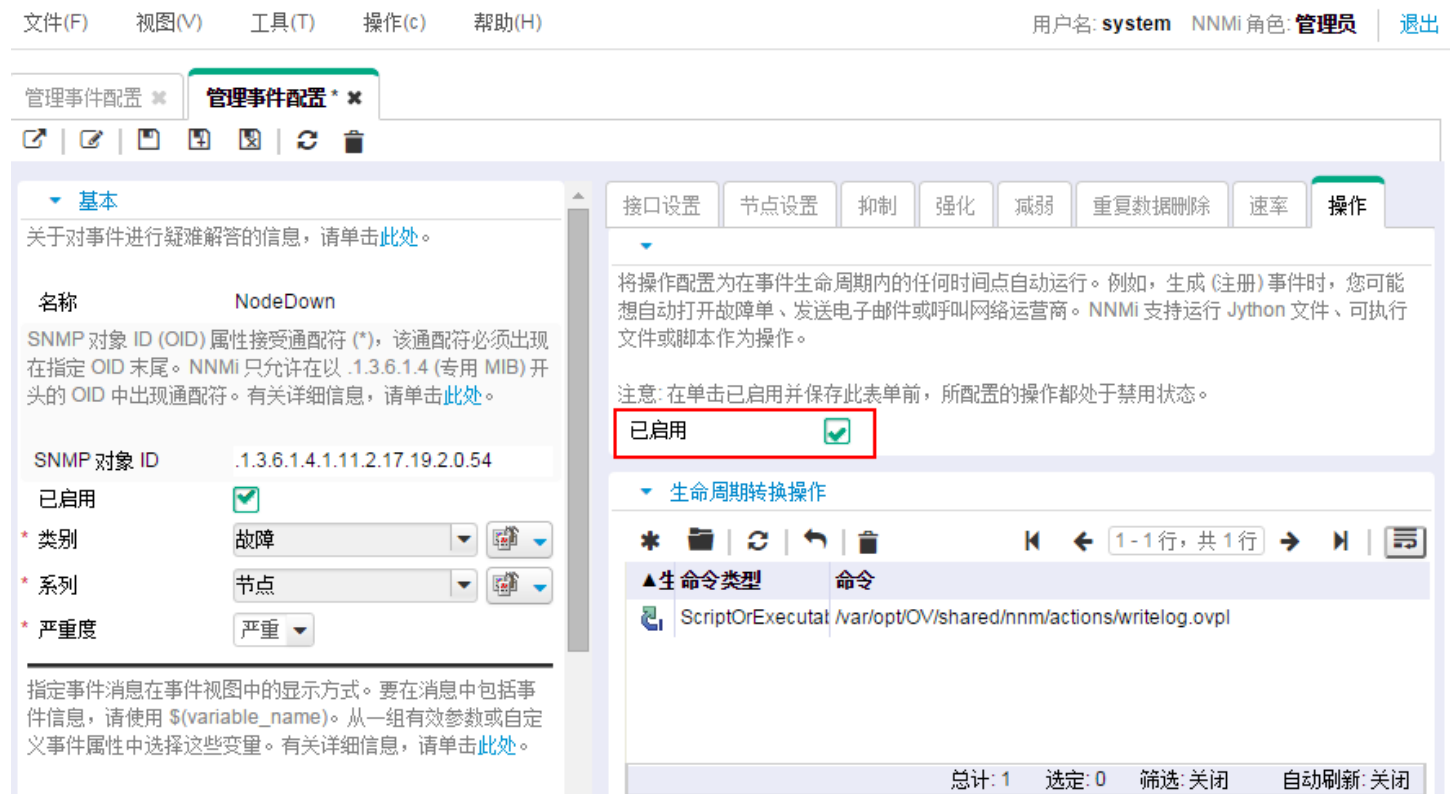 文件(F) 视图(V) 工具(T) 操作(c) 帮助(H) 用户名: system NNMi 角色: 管理员 退出
管理事件配置 管理事件配置 *
基本
关于对事件进行疑难解答的信息，请单击此处。
名称 NodeDown
SNMP 对象 ID (OID) 属性接受通配符 (*)，该通配符必须出现
在指定 OID 末尾。NNMi 只允许在以 .1.3.6.1.4 (专用 MIB) 开
头的 OID 中出现通配符。有关详细信息，请单击此处。
SNMP 对象 ID .1.3.6.1.4.1.11.2.17.19.2.0.54
已启用
* 类别 故障
* 系列 节点
* 严重度 严重
指定事件消息在事件视图中的显示方式。要在消息中包括事
件信息，请使用 $(variable_name)。从一组有效参数或自定
义事件属性中选择这些变量。有关详细信息，请单击此处。
接口设置 节点设置 抑制 强化 减弱 重复数据删除 速率 操作
将操作配置为在事件生命周期内的任何时间点自动运行。例如，生成 (注册) 事件时，您可能
想自动打开故障单、发送电子邮件或呼叫网络运营商。NNMi 支持运行 Jython 文件、可执行
文件或脚本作为操作。
注意: 在单击已启用并保存此表单前，所配置的操作都处于禁用状态。
已启用
生命周期转换操作
1 - 1 行，共 1 行
▲生 命令类型 命令
ScriptOrExecutal /var/opt/OV/shared/nnm/actions/writelog.ovpl
总计: 1 选定: 0 筛选: 关闭 自动刷新: 关闭